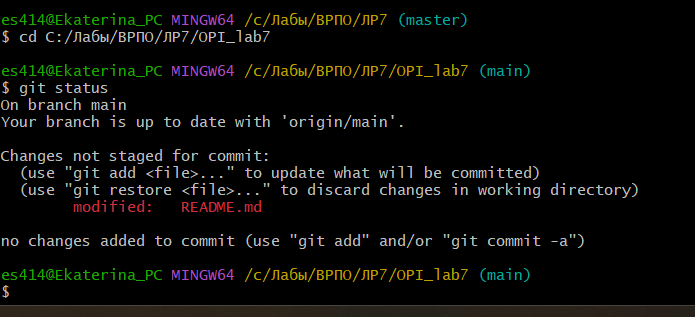 es414@Ekaterina_PC MINGW64 /c/Лабы/ВРПО/ЛР7 (master)
$ cd C:/Лабы/ВРПО/ЛР7/OPI_lab7
es414@Ekaterina_PC MINGW64 /c/Лабы/ВРПО/ЛР7/OPI_lab7 (main)
$ git status
On branch main
Your branch is up to date with 'origin/main'.
Changes not staged for commit:
  (use "git add <file>..." to update what will be committed)
  (use "git restore <file>..." to discard changes in working directory)
        modified:   README.md
no changes added to commit (use "git add" and/or "git commit -a")
es414@Ekaterina_PC MINGW64 /c/Лабы/ВРПО/ЛР7/OPI_lab7 (main)
$